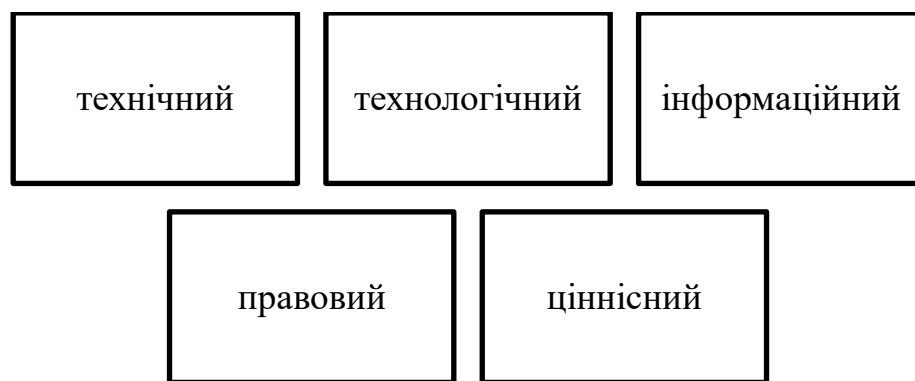 технічний
технологічний
інформаційний
правовий
ціннісний